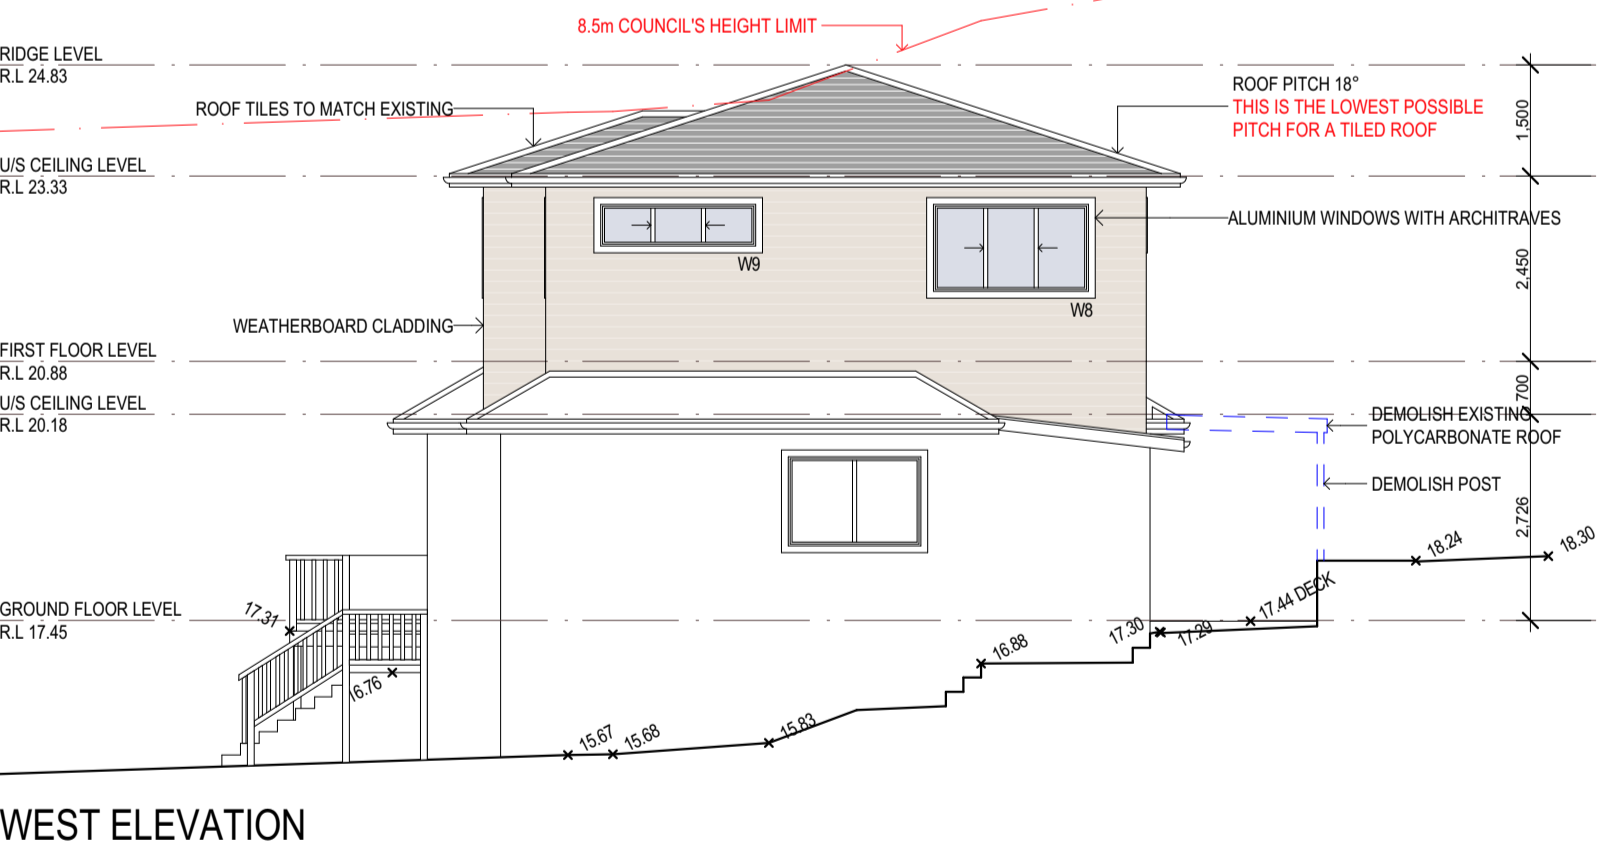 8.5m COUNCIL'S HEIGHT LIMIT
RIDGE LEVEL
R.L 24.83
ROOF TILES TO MATCH EXISTING
ROOF PITCH 18°
THIS IS THE LOWEST POSSIBLE
PITCH FOR A TILED ROOF
1,500
U/S CEILING LEVEL
R.L 23.33
ALUMINIUM WINDOWS WITH ARCHITRAVES
W9
2,450
W8
WEATHERBOARD CLADDING
FIRST FLOOR LEVEL
R.L 20.88
700
U/S CEILING LEVEL
R.L 20.18
DEMOLISH EXISTING
POLYCARBONATE ROOF
DEMOLISH POST
2,726
18.24
18.30
GROUND FLOOR LEVEL
R.L 17.45
17.31
17.44 DECK
17.30
17.29
16.88
16.76
15.67
15.68
15.83
WEST ELEVATION